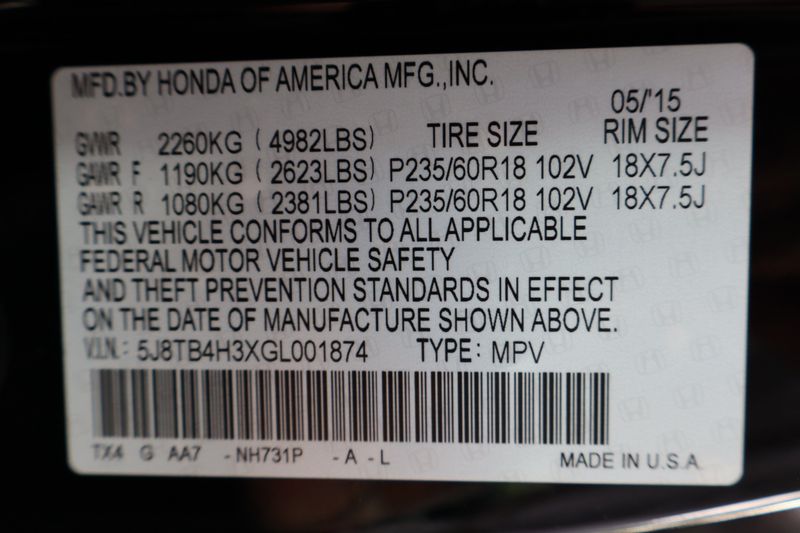 MFD.BY HONDA OF AMERICA MFG.,INC.
05/'15
GVWR 2260KG (4982LBS) TIRE SIZE RIM SIZE
GAWR F 1190KG (2623LBS) P235/60R18 102V 18X7.5J
GAWR R 1080KG (2381LBS) P235/60R18 102V 18X7.5J
THIS VEHICLE CONFORMS TO ALL APPLICABLE
FEDERAL MOTOR VEHICLE SAFETY
AND THEFT PREVENTION STANDARDS IN EFFECT
ON THE DATE OF MANUFACTURE SHOWN ABOVE.
V.I.N.: 5J8TB4H3XGL001874 TYPE: MPV
TX4 G AA7 -NH731P -A -L MADE IN U.S.A